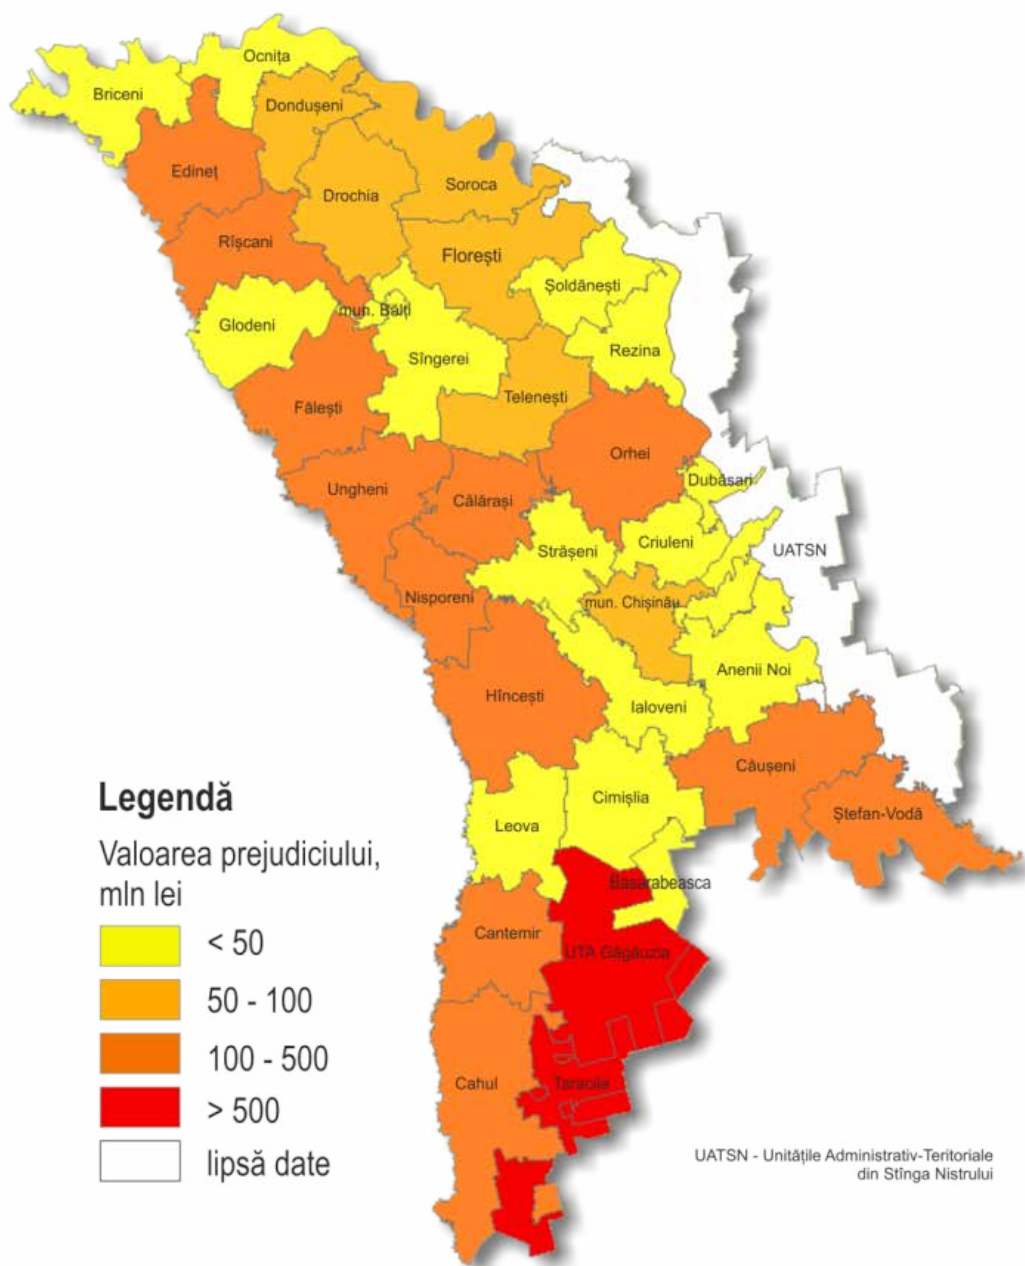 Ocnița
Briceni
Dondușeni
Edineț
Soroca
Drochia
Rîșcani
Florești
Șoldănești
mun. Bălți
Glodeni
Rezina
Sîngerei
Telenești
Fălești
Orhei
Dubăsari
Ungheni
Călărași
Criuleni
Strășeni
UATSN
Nisporeni
mun. Chișinău
Anenii Noi
Hîncești
Ialoveni
Căușeni
Cimișlia
Ștefan-Vodă
Leova
Basarabeasca
Cantemir
UTA Găgăuzia
Cahul
Taraclia
Legendă
Valoarea prejudiciului,
mln lei
< 50
50 - 100
100 - 500
> 500
lipsă date
UATSN - Unitățile Administrativ-Teritoriale
din Stînga Nistrului